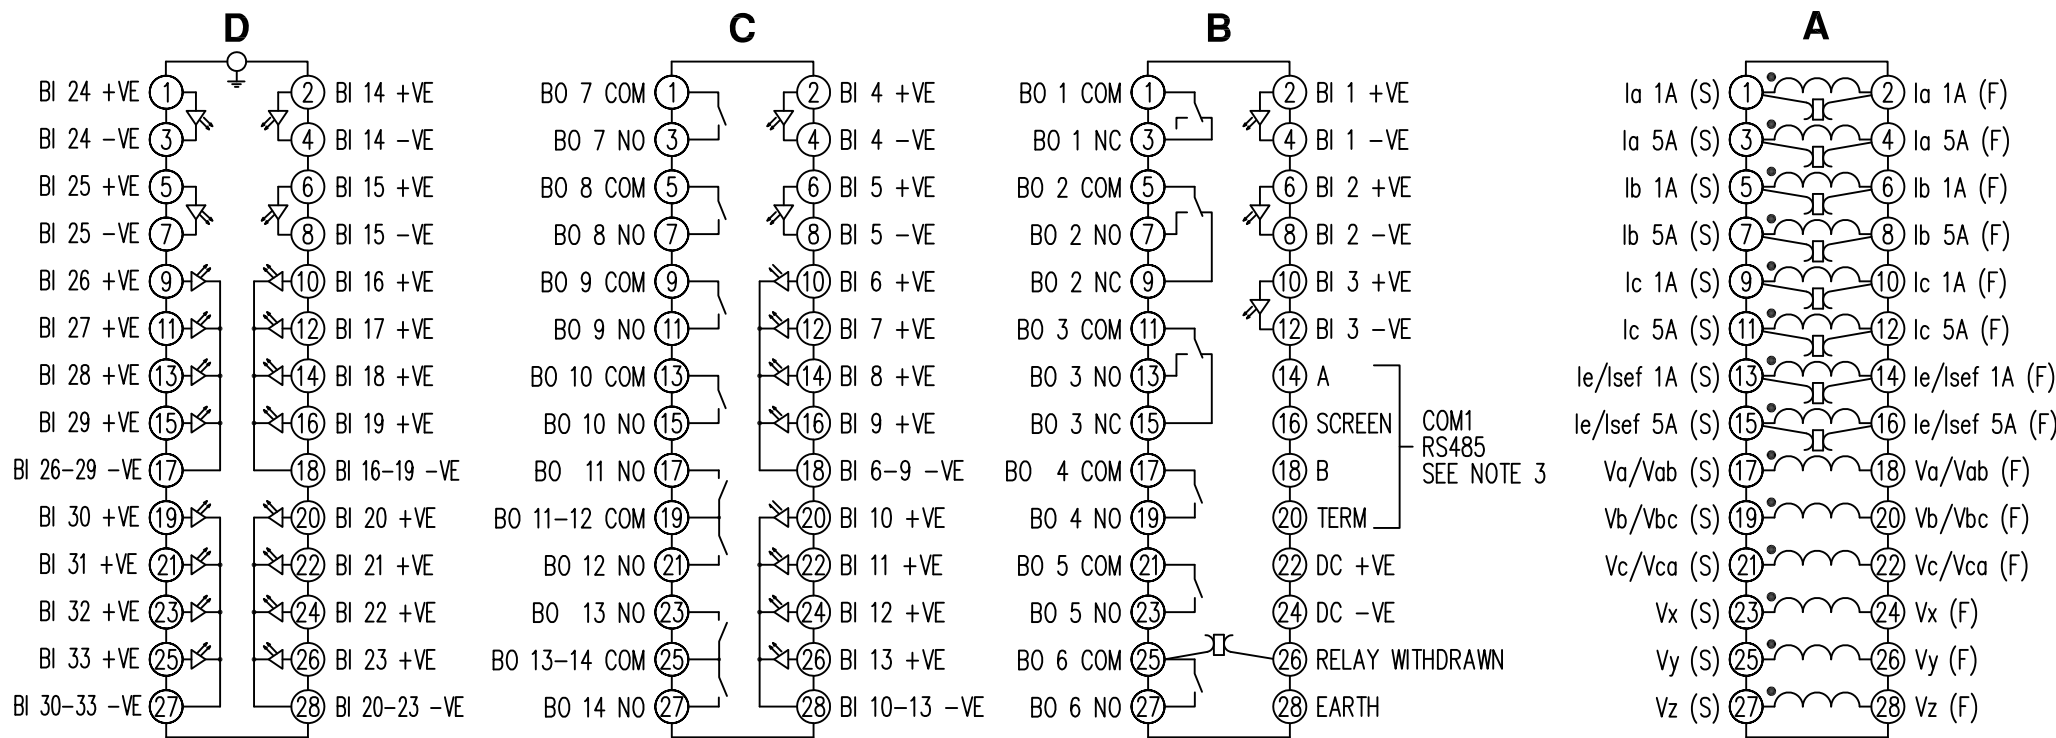 D C B A
BI 24 +VE 1 2 BI 14 +VE BO 7 COM 1 2 BI 4 +VE BO 1 COM 1 2 BI 1 +VE Ia 1A (S) 1 2 Ia 1A (F)
BI 24 -VE 3 4 BI 14 -VE BO 7 NO 3 4 BI 4 -VE BO 1 NC 3 4 BI 1 -VE Ia 5A (S) 3 4 Ia 5A (F)
BI 25 +VE 5 6 BI 15 +VE BO 8 COM 5 6 BI 5 +VE BO 2 COM 5 6 BI 2 +VE Ib 1A (S) 5 6 Ib 1A (F)
BI 25 -VE 7 8 BI 15 -VE BO 8 NO 7 8 BI 5 -VE BO 2 NO 7 8 BI 2 -VE Ib 5A (S) 7 8 Ib 5A (F)
BI 26 +VE 9 10 BI 16 +VE BO 9 COM 9 10 BI 6 +VE BO 2 NC 9 10 BI 3 +VE Ic 1A (S) 9 10 Ic 1A (F)
BI 27 +VE 11 12 BI 17 +VE BO 9 NO 11 12 BI 7 +VE BO 3 COM 11 12 BI 3 -VE Ic 5A (S) 11 12 Ic 5A (F)
BI 28 +VE 13 14 BI 18 +VE BO 10 COM 13 14 BI 8 +VE BO 3 NO 13 14 A Ie/Isef 1A (S) 13 14 Ie/Isef 1A (F)
BI 29 +VE 15 16 BI 19 +VE BO 10 NO 15 16 BI 9 +VE BO 3 NC 15 16 SCREEN COM1 Ie/Isef 5A (S) 15 16 Ie/Isef 5A (F)
RS485
BI 26-29 -VE 17 18 BI 16-19 -VE BO 11 NO 17 18 BI 6-9 -VE BO 4 COM 17 18 B SEE NOTE 3 Va/Vab (S) 17 18 Va/Vab (F)
BI 30 +VE 19 20 BI 20 +VE BO 11-12 COM 19 20 BI 10 +VE BO 4 NO 19 20 TERM Vb/Vbc (S) 19 20 Vb/Vbc (F)
BI 31 +VE 21 22 BI 21 +VE BO 12 NO 21 22 BI 11 +VE BO 5 COM 21 22 DC +VE Vc/Vca (S) 21 22 Vc/Vca (F)
BI 32 +VE 23 24 BI 22 +VE BO 13 NO 23 24 BI 12 +VE BO 5 NO 23 24 DC -VE Vx (S) 23 24 Vx (F)
BI 33 +VE 25 26 BI 23 +VE BO 13-14 COM 25 26 BI 13 +VE BO 6 COM 25 26 RELAY WITHDRAWN Vy (S) 25 26 Vy (F)
BI 30-33 -VE 27 28 BI 20-23 -VE BO 14 NO 27 28 BI 10-13 -VE BO 6 NO 27 28 EARTH Vz (S) 27 28 Vz (F)